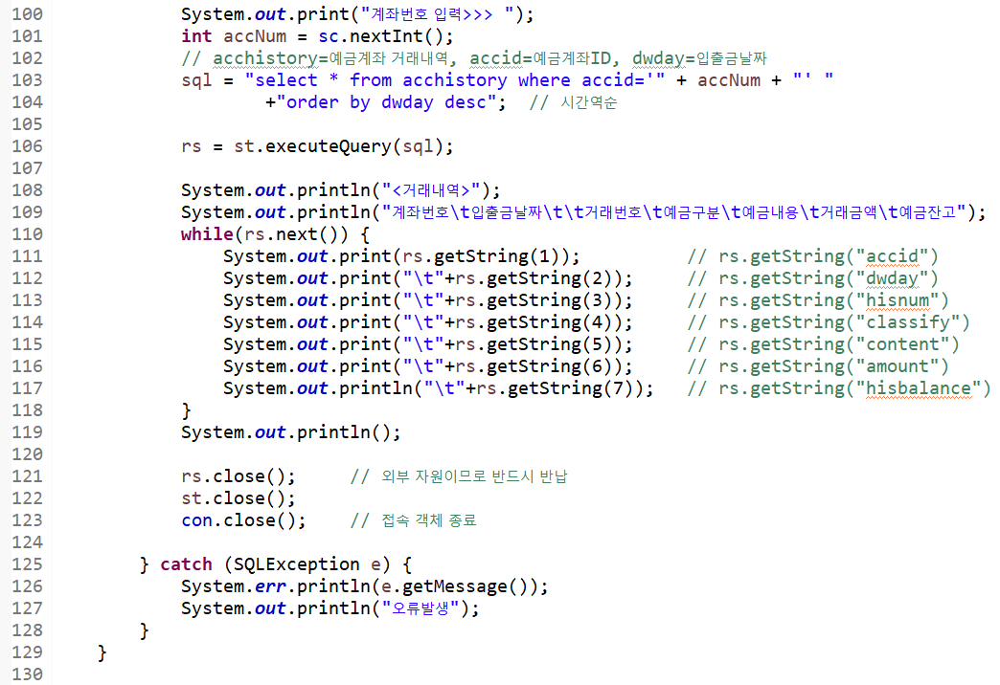 100 System.out.print("계좌번호 입력>>> ");
101 int accNum = sc.nextInt();
102 // acchistory=예금계좌 거래내역, accid=예금계좌ID, dwday=입출금날짜
103 sql = "select * from acchistory where accid='" + accNum + "' "
104 +"order by dwday desc"; // 시간역순
105
106 rs = st.executeQuery(sql);
107
108 System.out.println("<거래내역>");
109 System.out.println("계좌번호\t입출금날짜\t\t거래번호\t예금구분\t예금내용\t거래금액\t예금잔고");
110 while(rs.next()) {
111 System.out.print(rs.getString(1)); // rs.getString("accid")
112 System.out.print("\t"+rs.getString(2)); // rs.getString("dwday")
113 System.out.print("\t"+rs.getString(3)); // rs.getString("hisnum")
114 System.out.print("\t"+rs.getString(4)); // rs.getString("classify")
115 System.out.print("\t"+rs.getString(5)); // rs.getString("content")
116 System.out.print("\t"+rs.getString(6)); // rs.getString("amount")
117 System.out.println("\t"+rs.getString(7)); // rs.getString("hisbalance")
118 }
119 System.out.println();
120
121 rs.close(); // 외부 자원이므로 반드시 반납
122 st.close();
123 con.close(); // 접속 객체 종료
124
125 } catch (SQLException e) {
126 System.err.println(e.getMessage());
127 System.out.println("오류발생");
128 }
129 }
130